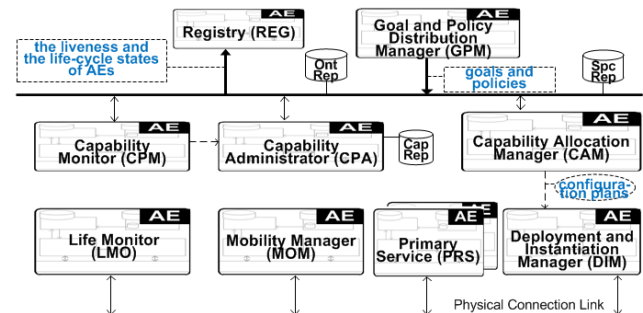 AE
Registry (REG)
AE
Goal and Policy
Distribution
Manager (GPM)
the liveness and
the life-cycle states
of AEs
Ont
Rep
goals and
policies
Spc
Rep
AE
Capability
Monitor (CPM)
AE
Capability
Administrator (CPA)
Cap
Rep
AE
Capability Allocation
Manager (CAM)
configura-
tion plans
AE
Life Monitor
(LMO)
AE
Mobility Manager
(MOM)
AE
AE
Primary
Service (PRS)
AE
Deployment and
Instantiation
Manager (DIM)
Physical Connection Link